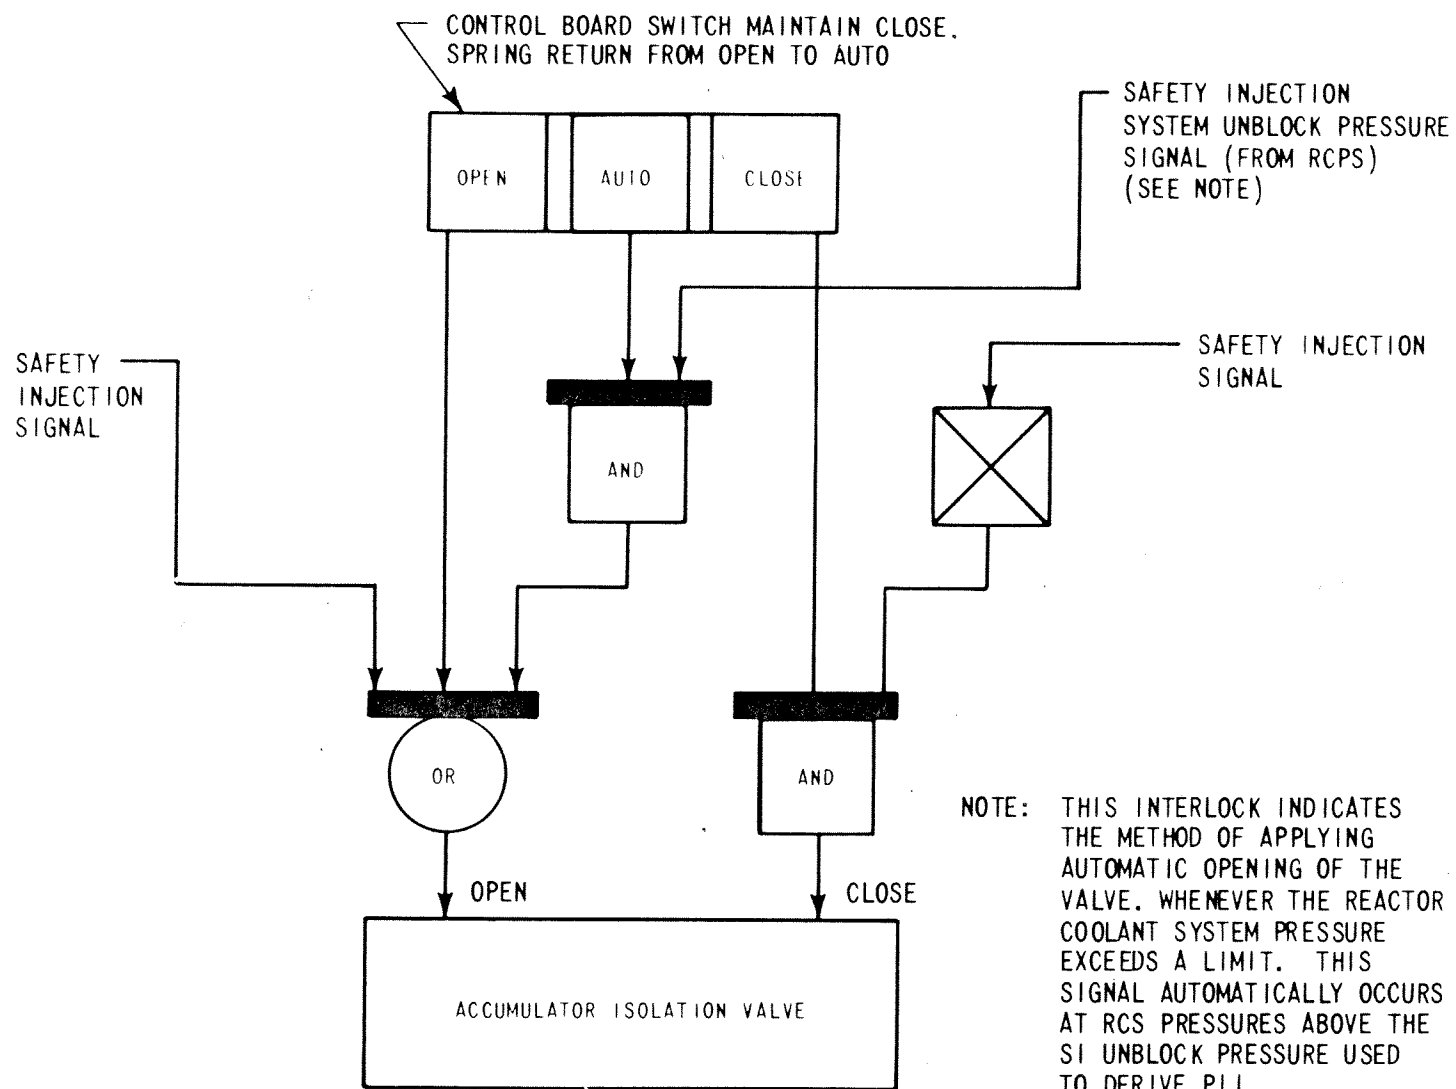 CONTROL BOARD SWITCH MAINTAIN CLOSE.
SPRING RETURN FROM OPEN TO AUTO
SAFETY INJECTION
SYSTEM UNBLOCK PRESSURE
SIGNAL (FROM RCPS)
(SEE NOTE)
OPEN
AUTO
CLOSE
SAFETY INJECTION
SIGNAL
SAFETY
INJECTION
SIGNAL
AND
OR
AND
OPEN
CLOSE
ACCUMULATOR ISOLATION VALVE
NOTE: THIS INTERLOCK INDICATES
THE METHOD OF APPLYING
AUTOMATIC OPENING OF THE
VALVE. WHENEVER THE REACTOR
COOLANT SYSTEM PRESSURE
EXCEEDS A LIMIT. THIS
SIGNAL AUTOMATICALLY OCCURS
AT RCS PRESSURES ABOVE THE
SI UNBLOCK PRESSURE USED
TO DERIVE P11